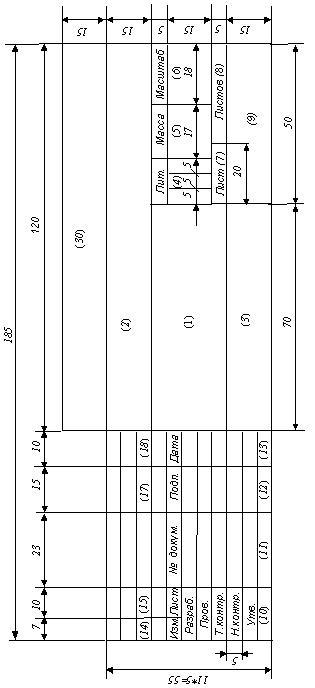 185
7 10 23 15 10 120
(30) 15
(2) 15
(14) (15) (17) (18)
Лит. Масса Масштаб 5
Изм. Лист № докум. Подп. Дата (4) (5) (6)
Разраб. (1) 5 5 5 17 18 15
Пров.
11*5=55
Т.контр. Лист (7) Листов (8) 5
5 Н.контр. (3) 20 15
Утв. (9)
(10) (11) (12) (13)
70 50